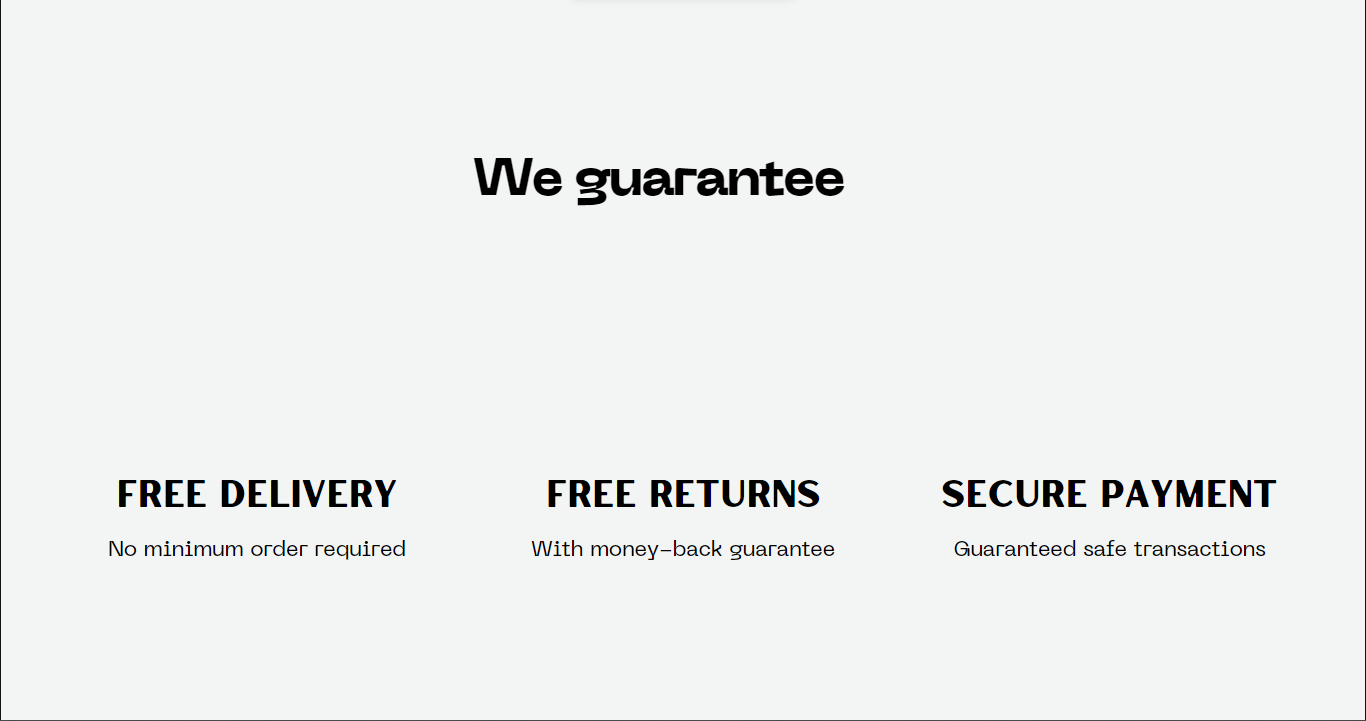 We guarantee
FREE DELIVERY
No minimum order required
FREE RETURNS
With money-back guarantee
SECURE PAYMENT
Guaranteed safe transactions